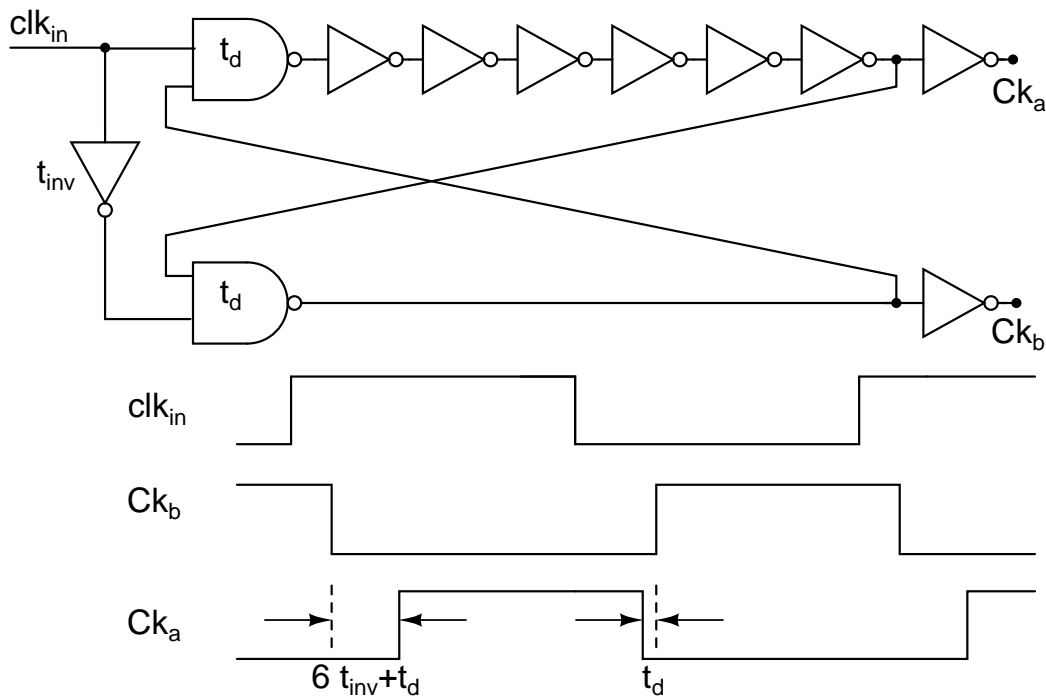 clk_in
t_d
Ck_a
t_inv
t_d
Ck_b
clk_in
Ck_b
Ck_a
6 t_inv+t_d
t_d